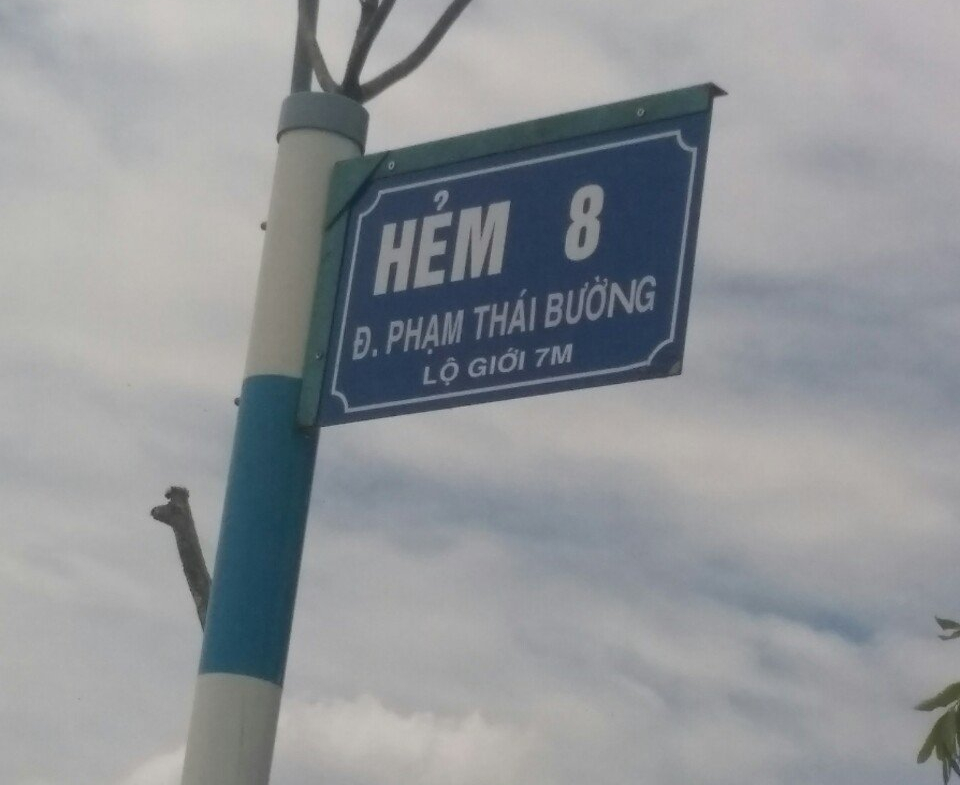 HẺM 8
Đ. PHẠM THÁI BƯỜNG
LỘ GIỚI 7M